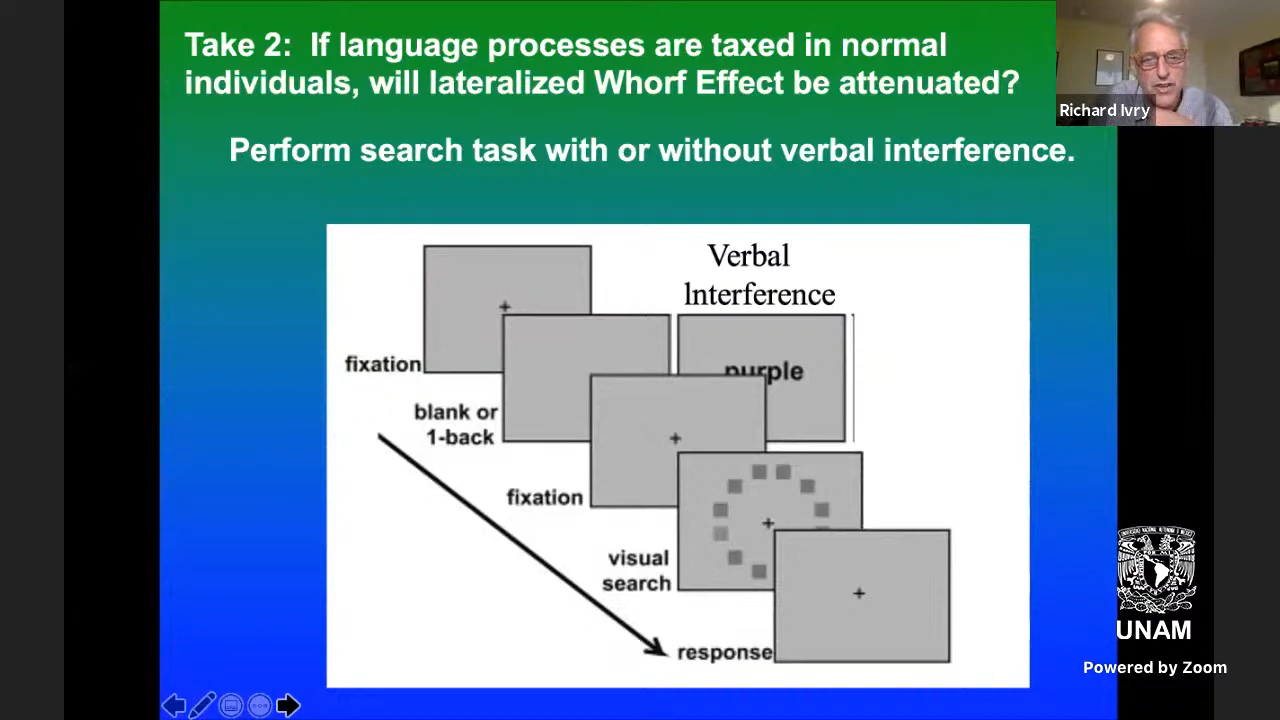 Take 2: If language processes are taxed in normal
individuals, will lateralized Whorf Effect be attenuated?
Richard Ivry
Perform search task with or without verbal interference.
Verbal
Interference
fixation
purple
blank or
1-back
fixation
visual
search
response
UNAM
Powered by Zoom